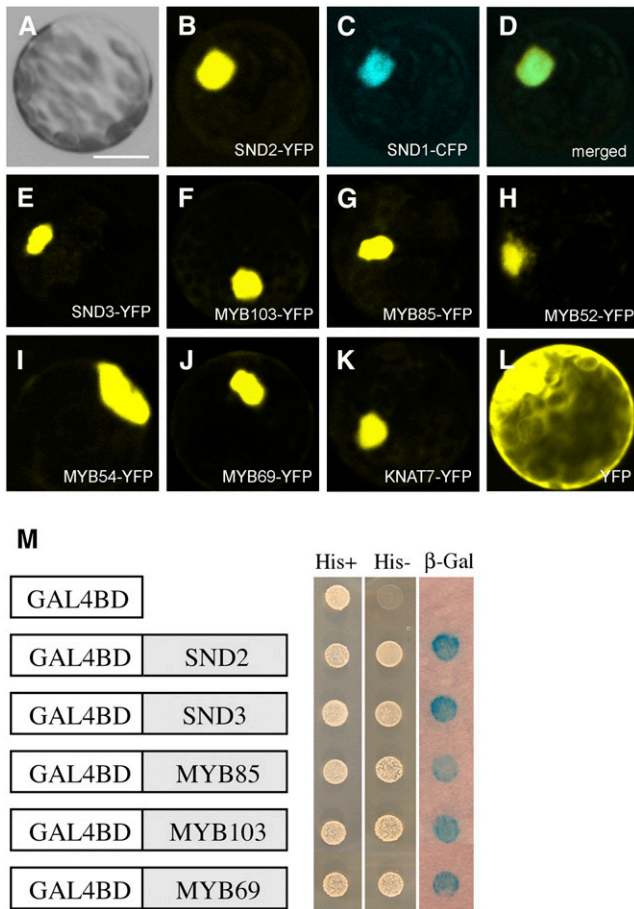 A B C D
SND2-YFP SND1-CFP merged
E F G H
SND3-YFP MYB103-YFP MYB85-YFP MYB52-YFP
I J K L
MYB54-YFP MYB69-YFP KNAT7-YFP YFP
M
His+ His- β-Gal
GAL4BD
GAL4BD SND2
GAL4BD SND3
GAL4BD MYB85
GAL4BD MYB103
GAL4BD MYB69